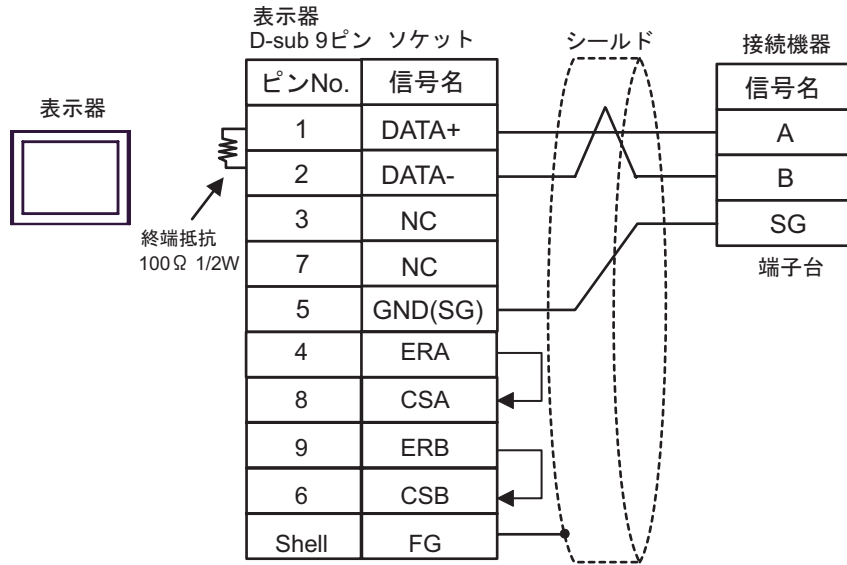 表示器
D-sub 9ピン ソケット
シールド
接続機器
表示器
ピンNo. 信号名
信号名
1 DATA+
A
2 DATA-
B
3 NC
SG
端子台
終端抵抗
100Ω 1/2W
7 NC
5 GND(SG)
4 ERA
8 CSA
9 ERB
6 CSB
Shell FG